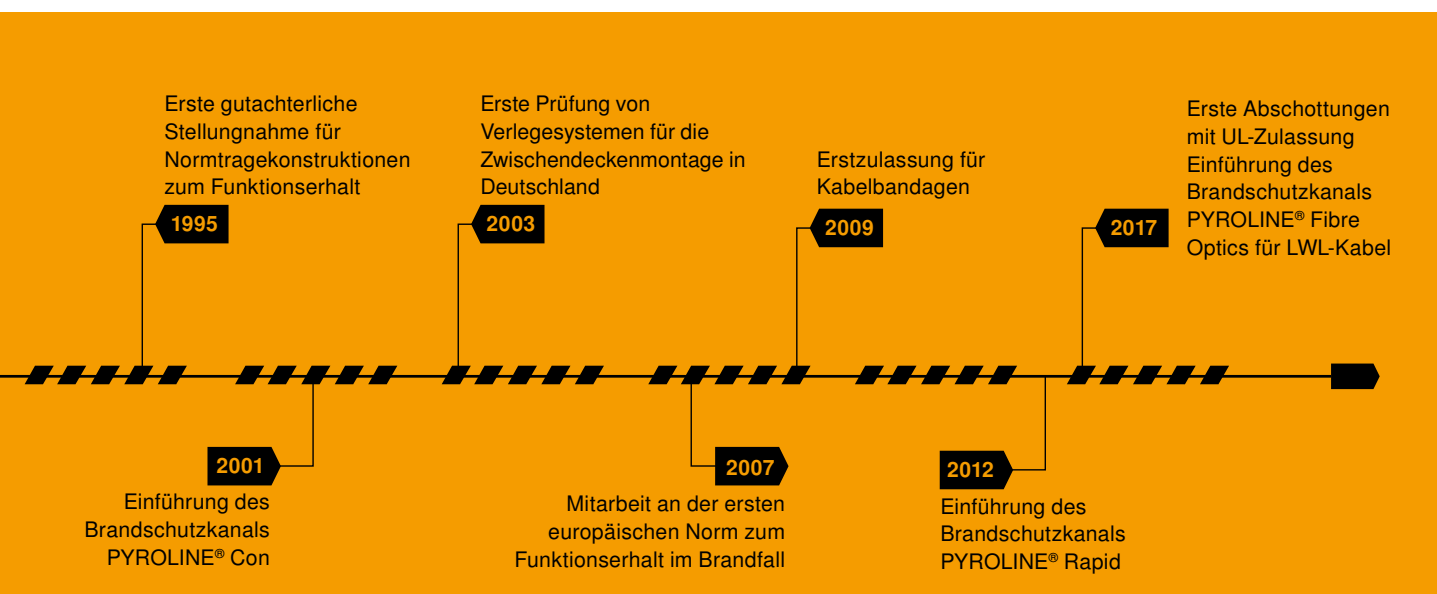 Erste gutachterliche
Stellungnahme für
Normtragekonstruktionen
zum Funktionserhalt
1995
2001
Einführung des
Brandschutzkanals
PYROLINE® Con
Erste Prüfung von
Verlegesystemen für die
Zwischendeckenmontage in
Deutschland
2003
2007
Mitarbeit an der ersten
europäischen Norm zum
Funktionserhalt im Brandfall
Erstzulassung für
Kabelbandagen
2009
2012
Einführung des
Brandschutzkanals
PYROLINE® Rapid
2017
Erste Abschottungen
mit UL-Zulassung
Einführung des
Brandschutzkanals
PYROLINE® Fibre
Optics für LWL-Kabel